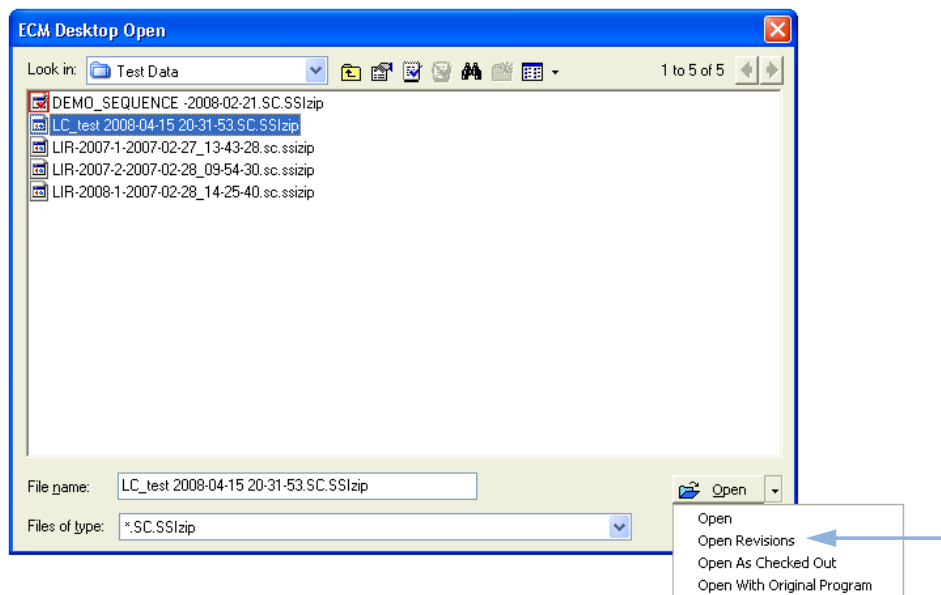 ECM Desktop Open
Look in: Test Data 1 to 5 of 5
DEMO_SEQUENCE -2008-02-21.SC.SSIzip
LC_test 2008-04-15 20-31-53.SC.SSIzip
LIR-2007-1-2007-02-27_13-43-28.sc.ssizip
LIR-2007-2-2007-02-28_09-54-30.sc.ssizip
LIR-2008-1-2007-02-28_14-25-40.sc.ssizip
File name: LC_test 2008-04-15 20-31-53.SC.SSIzip Open
Files of type: *.SC.SSIzip
Open
Open Revisions
Open As Checked Out
Open With Original Program